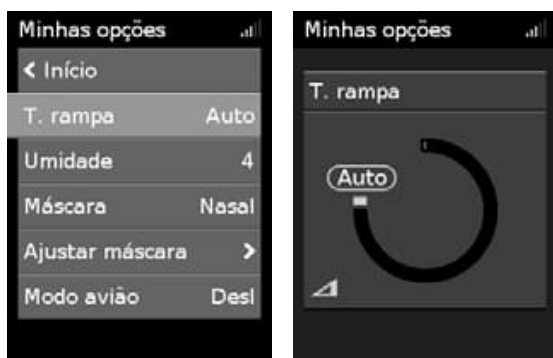 Minhas opções
< Início
T. rampa Auto
Umidade 4
Máscara Nasal
Ajustar máscara >
Modo avião Desl
Minhas opções
T. rampa
Auto